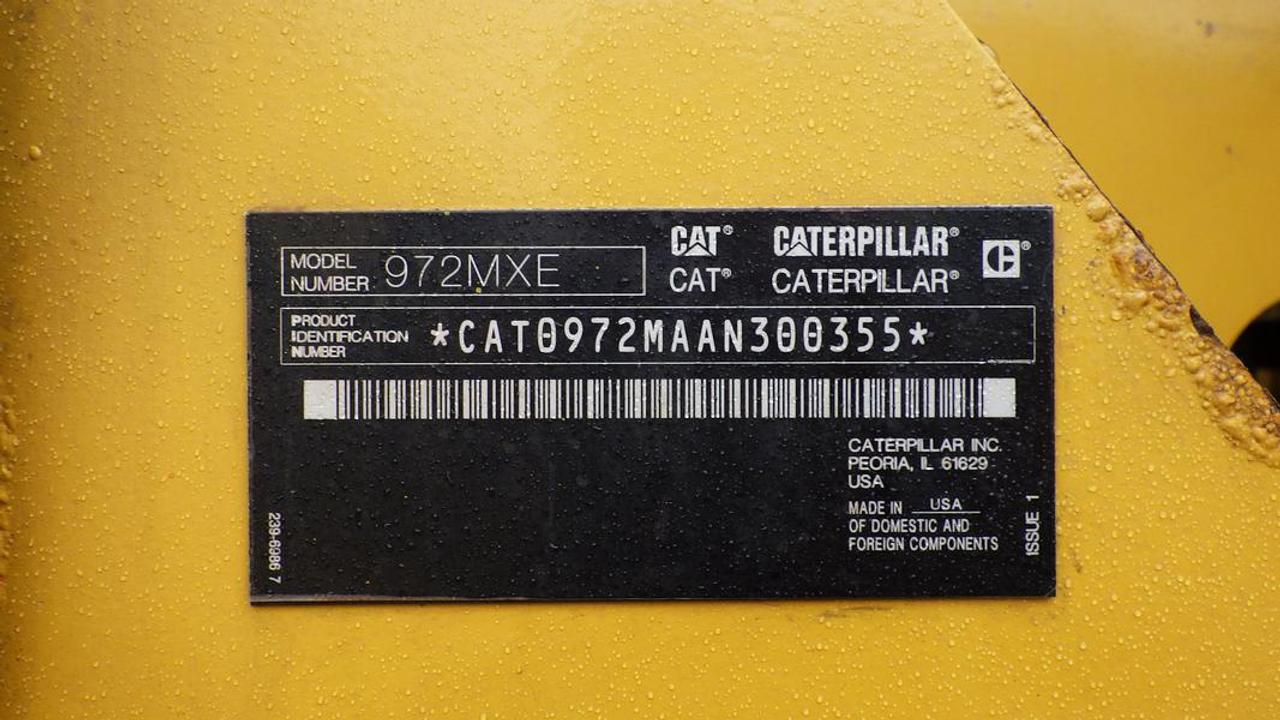 MODEL
NUMBER 972MXE
CAT® CATERPILLAR® ®
CAT® CATERPILLAR®
PRODUCT
IDENTIFICATION
NUMBER
*CAT0972MAAN300355*
CATERPILLAR INC.
PEORIA, IL 61629
USA
MADE IN USA
OF DOMESTIC AND
FOREIGN COMPONENTS
239-6986 7
ISSUE 1